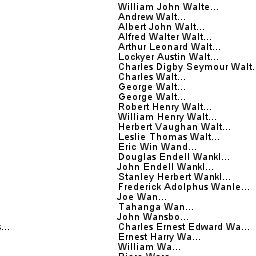 William John Walte...
Andrew Walt...
Albert John Walt...
Alfred Walter Walt...
Arthur Leonard Walt...
Lockyer Austin Walt...
Charles Digby Seymour Walt.
Charles Walt...
George Walt...
George Walt...
Robert Henry Walt...
William Henry Walt...
Herbert Vaughan Walt...
Leslie Thomas Walt...
Eric Win Wand...
Douglas Endell Wankl...
John Endell Wankl...
Stanley Herbert Wankl...
Frederick Adolphus Wanle...
Joe Wan...
Tahanga Wan...
John Wansbo...
Charles Ernest Edward Wa...
Ernest Harry Wa...
William Wa...